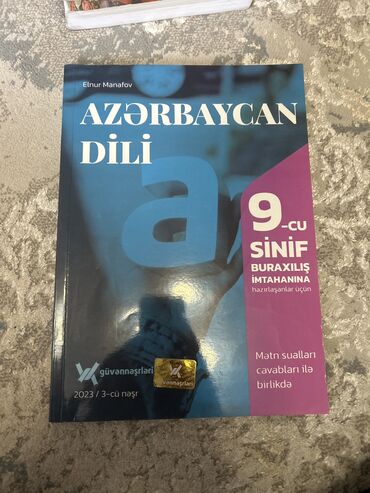 Elnur Manafov
AZƏRBAYCAN
DİLİ
a
9-CU
SİNİF
BURAXILIŞ
İMTAHANINA
hazırlaşanlar üçün
Mətn sualları
cavabları ilə
birlikdə
güvənnəşrləri
güvənnəşrləri
2023 / 3-cü nəşr